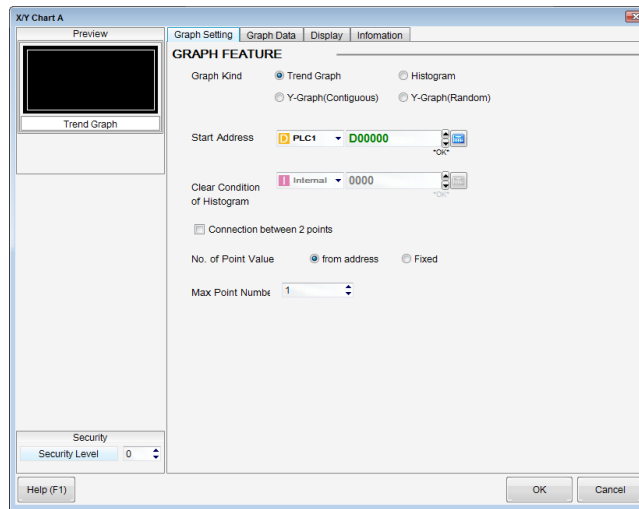 X/Y Chart A
Preview
Trend Graph
Security
Security Level 0
Graph Setting Graph Data Display Infomation
GRAPH FEATURE
Graph Kind Trend Graph Histogram
Y-Graph(Contiguous) Y-Graph(Random)
Start Address D PLC1 D00000
"OK"
Clear Condition of Histogram I Internal 0000
"OK"
Connection between 2 points
No. of Point Value from address Fixed
Max Point Numbe 1
Help (F1) OK Cancel